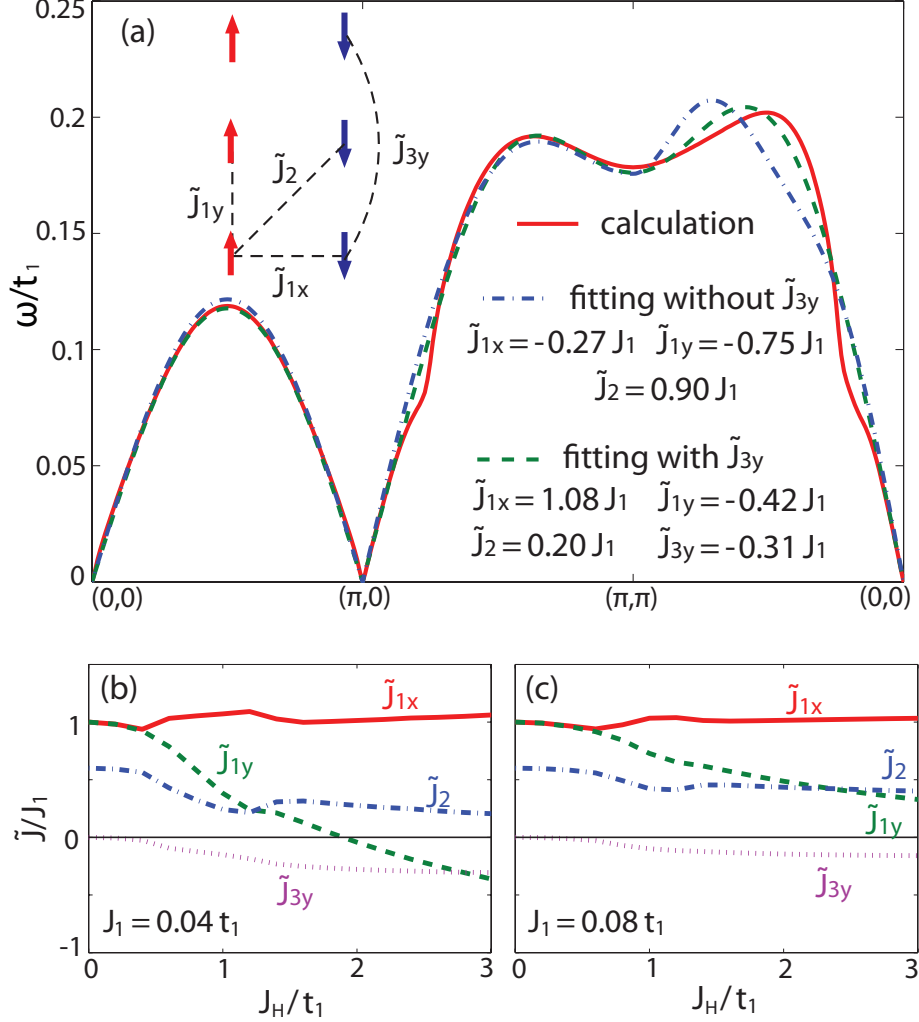 (a)
0.25
0.2
0.15
0.1
0.05
0
ω/t₁
J̃₁y
J̃₂
J̃₃y
J̃₁x
calculation
fitting without J̃₃y
J̃₁x = -0.27 J₁ J̃₁y = -0.75 J₁
J̃₂ = 0.90 J₁
fitting with J̃₃y
J̃₁x = 1.08 J₁ J̃₁y = -0.42 J₁
J̃₂ = 0.20 J₁ J̃₃y = -0.31 J₁
(0,0) (π,0) (π,π) (0,0)
(b)
J̃/J₁
1
0
-1
J̃₁x
J̃₁y
J̃₂
J̃₃y
J₁ = 0.04 t₁
0 1 2 3
J_H/t₁
(c)
J̃₁x
J̃₂
J̃₁y
J̃₃y
J₁ = 0.08 t₁
0 1 2 3
J_H/t₁